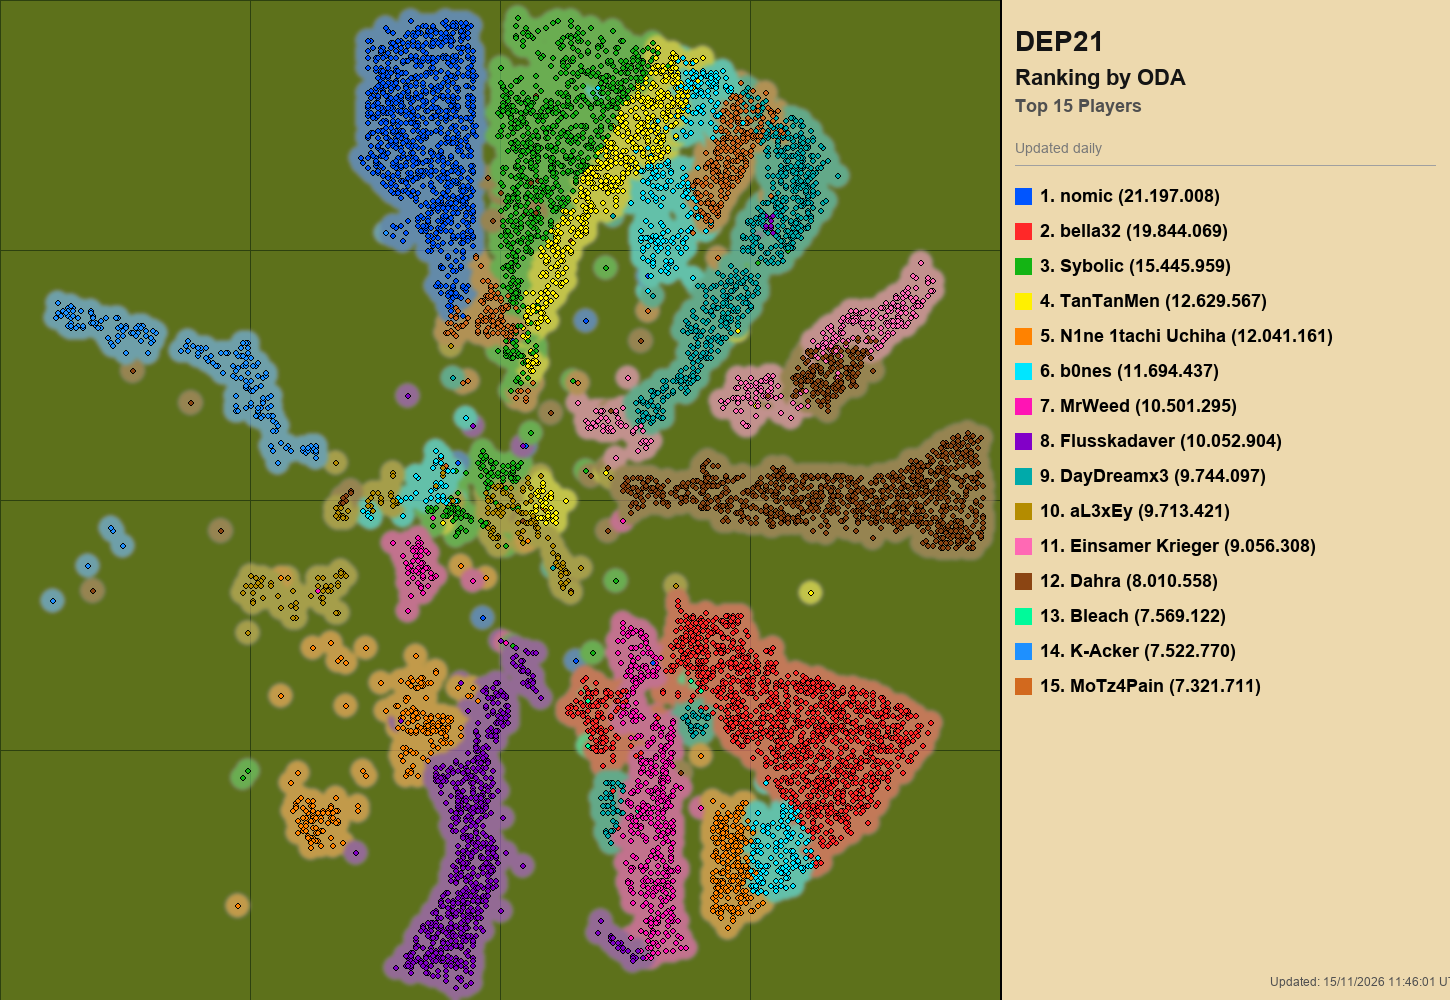 DEP21
Ranking by ODA
Top 15 Players
Updated daily
1. nomic (21.197.008)
2. bella32 (19.844.069)
3. Sybolic (15.445.959)
4. TanTanMen (12.629.567)
5. N1ne 1tachi Uchiha (12.041.161)
6. b0nes (11.694.437)
7. MrWeed (10.501.295)
8. Flusskadaver (10.052.904)
9. DayDreamx3 (9.744.097)
10. aL3xEy (9.713.421)
11. Einsamer Krieger (9.056.308)
12. Dahra (8.010.558)
13. Bleach (7.569.122)
14. K-Acker (7.522.770)
15. MoTz4Pain (7.321.711)
Updated: 15/11/2026 11:46:01